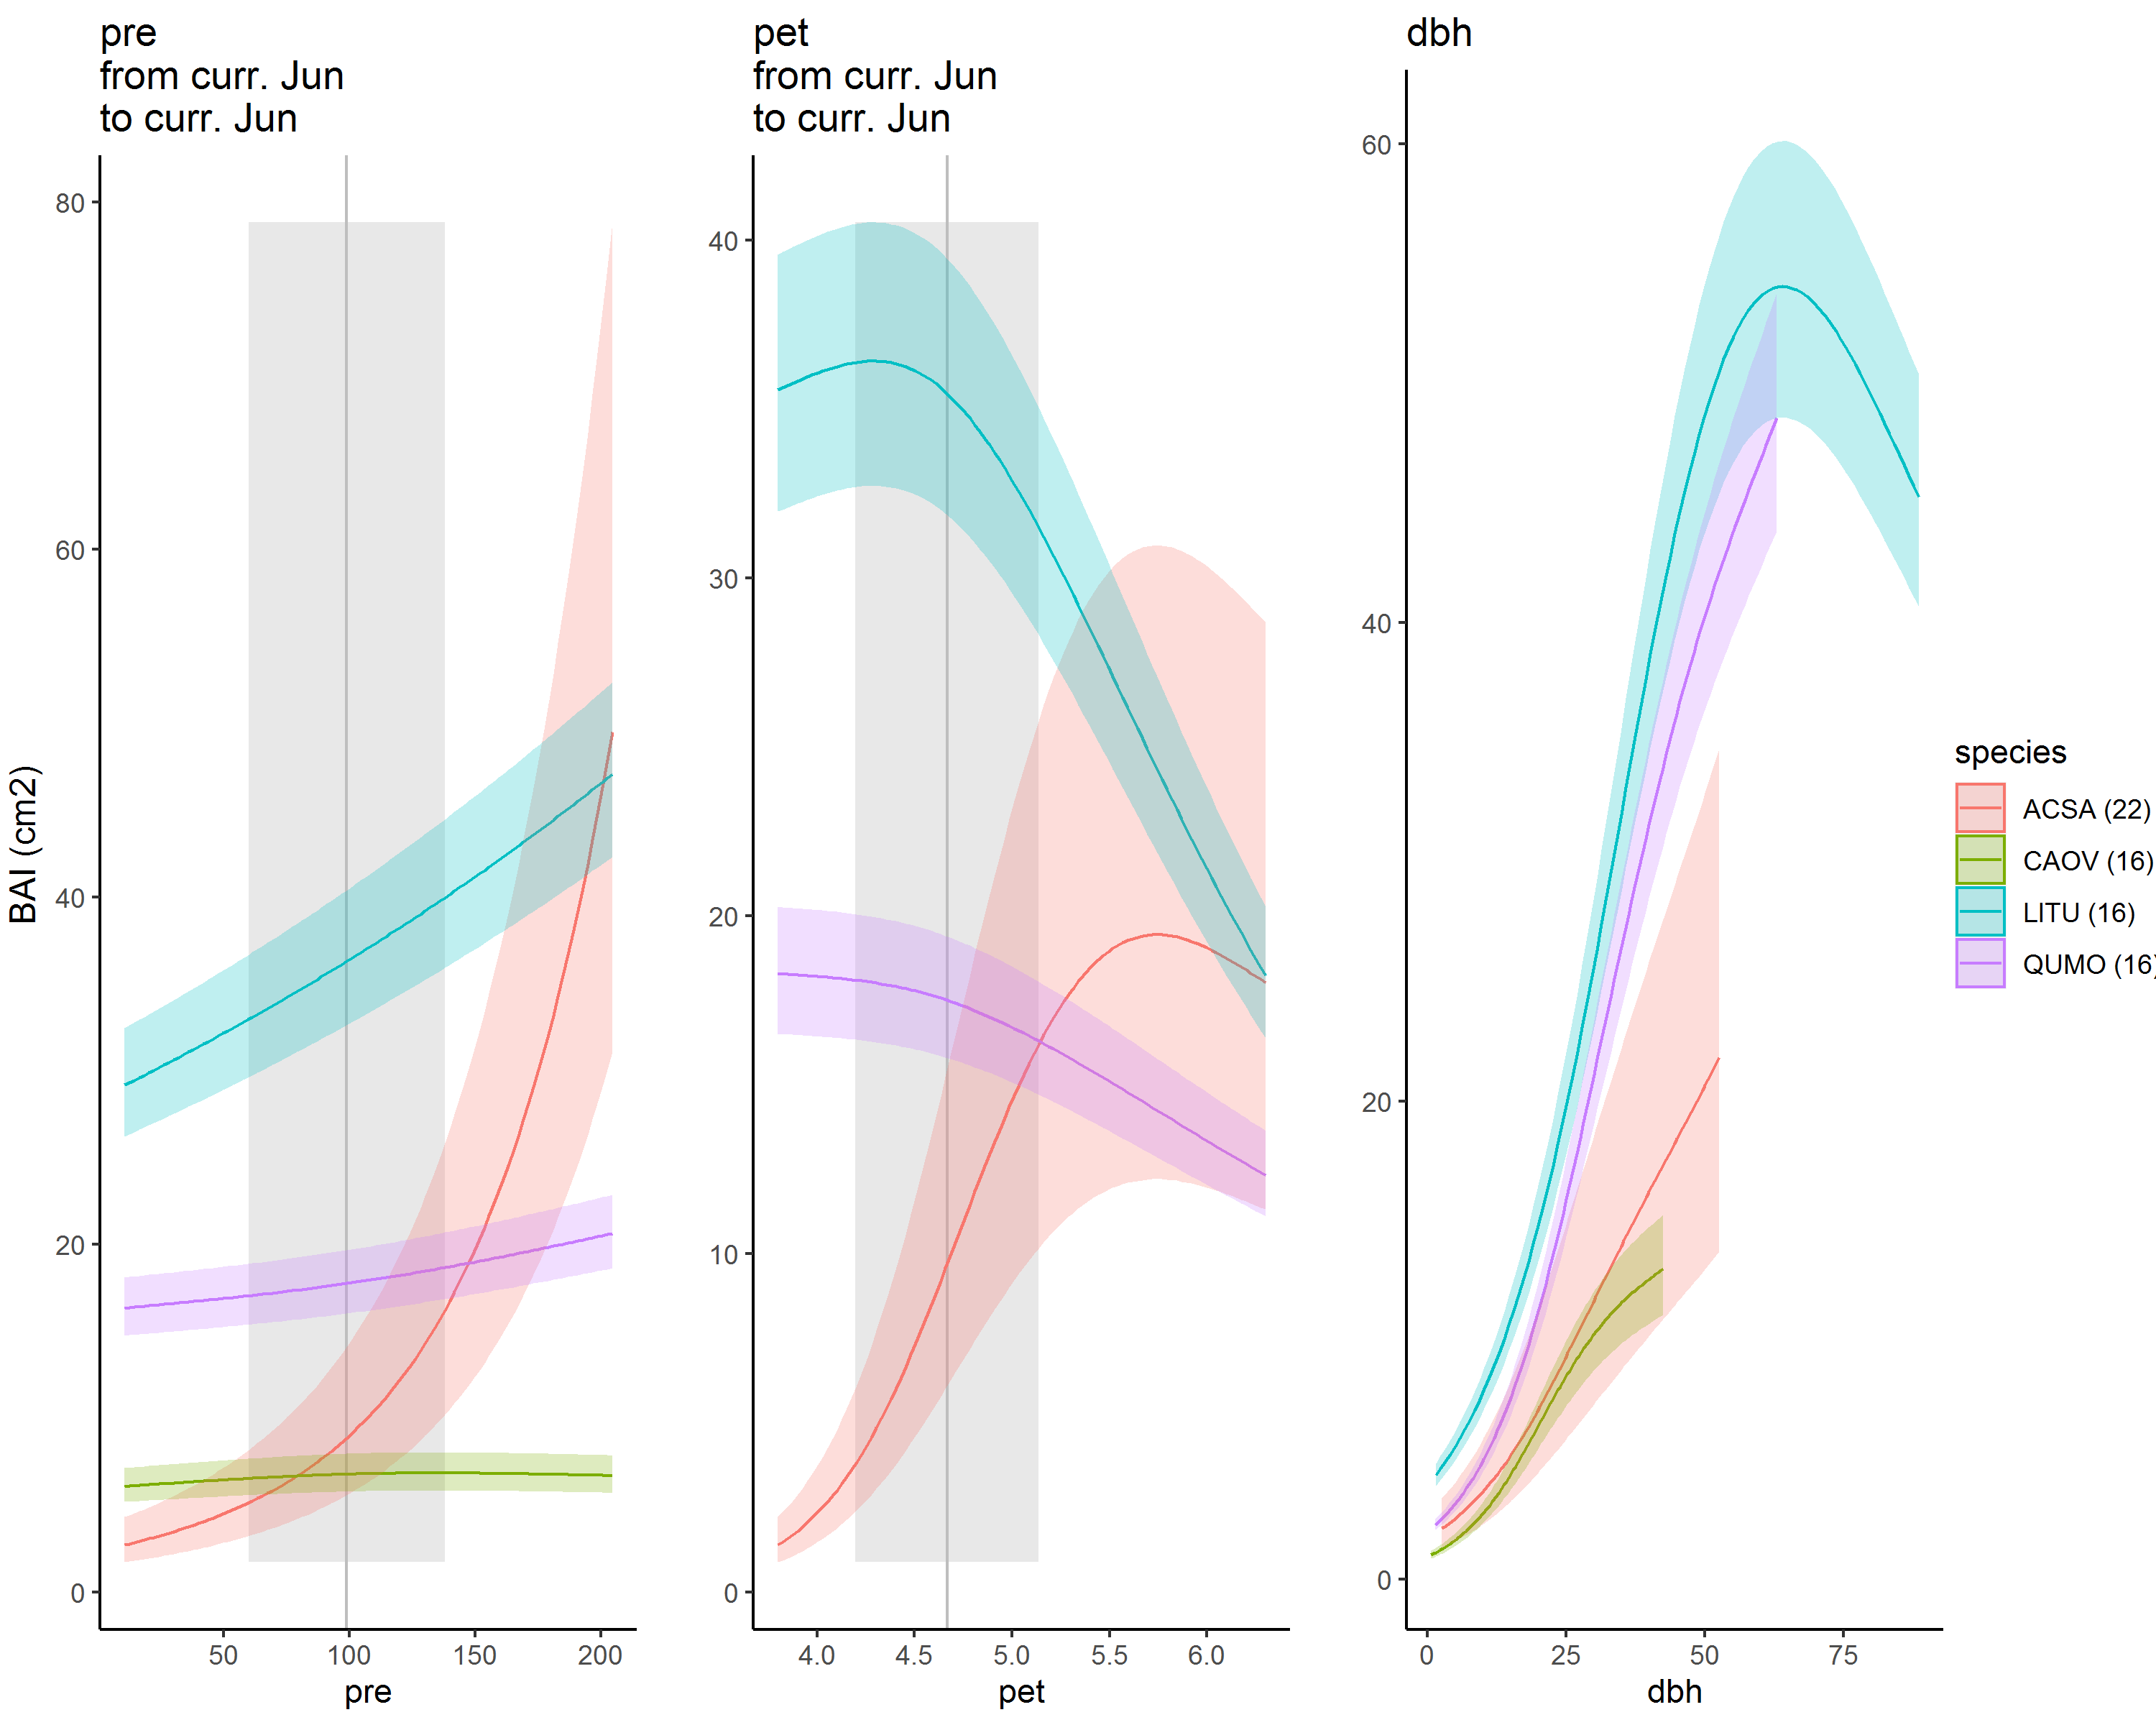 pre
from curr. Jun
to curr. Jun
pet
from curr. Jun
to curr. Jun
dbh
BAI (cm2)
80
60
40
20
0
50 100 150 200
pre
40
30
20
10
0
4.0 4.5 5.0 5.5 6.0
pet
60
40
20
0
0 25 50 75
dbh
species
ACSA (22)
CAOV (16)
LITU (16)
QUMO (16)